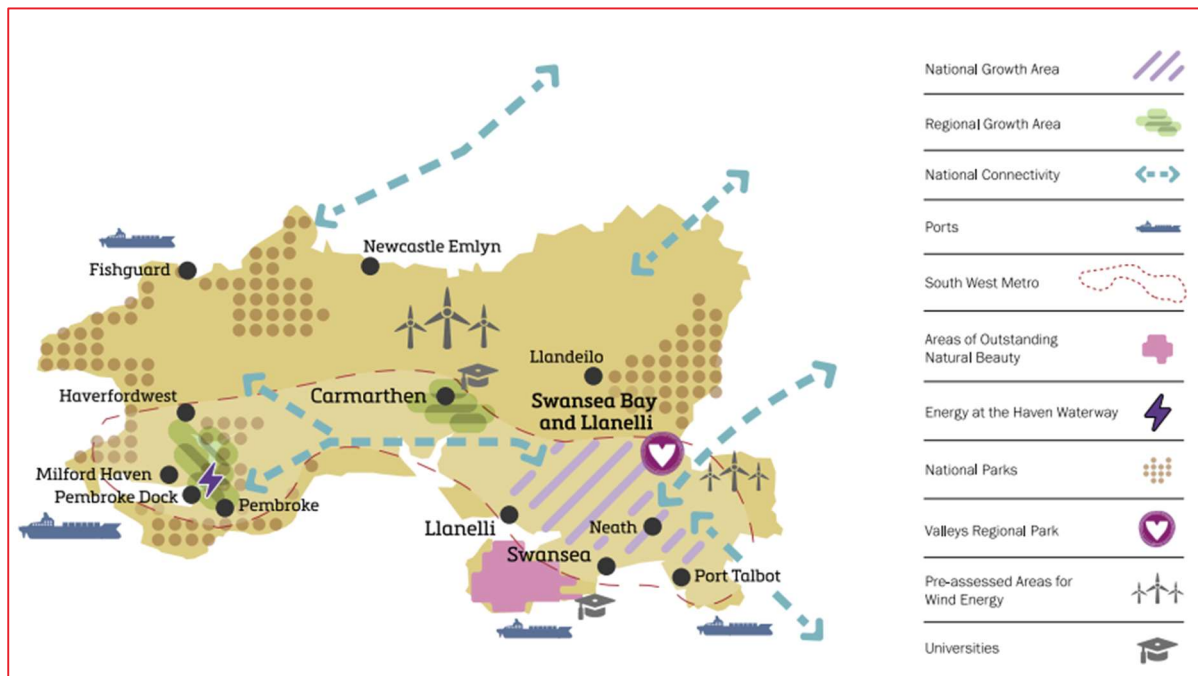 Newcastle Emlyn
Fishguard
Llandeilo
Haverfordwest
Carmarthen
Swansea Bay
and Llanelli
Milford Haven
Pembroke Dock
Pembroke
Llanelli
Neath
Swansea
Port Talbot
National Growth Area
Regional Growth Area
National Connectivity
Ports
South West Metro
Areas of Outstanding
Natural Beauty
Energy at the Haven Waterway
National Parks
Valleys Regional Park
Pre-assessed Areas for
Wind Energy
Universities